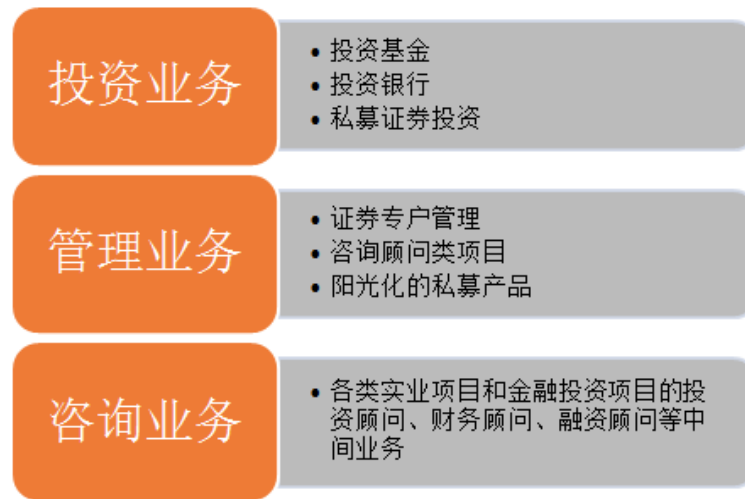 投资业务
• 投资基金
• 投资银行
• 私募证券投资
管理业务
• 证券专户管理
• 咨询顾问类项目
• 阳光化的私募产品
咨询业务
• 各类实业项目和金融投资项目的投
资顾问、财务顾问、融资顾问等中
间业务